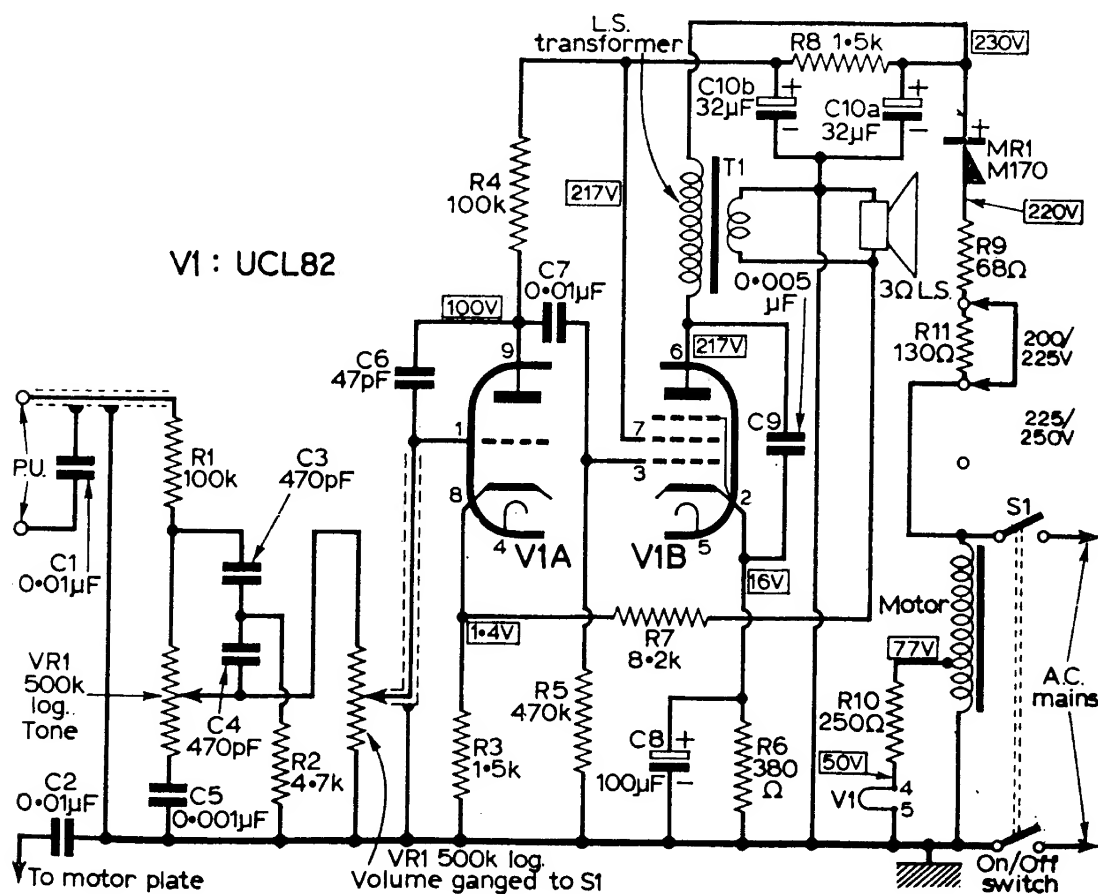 L.S.
transformer
R8 1·5k
230V
C10b
32µF
+
-
C10a
32µF
+
-
+
MR1
M170
T1
R4
100k
217V
220V
V1 : UCL82
R9
68Ω
C7
0·01µF
0·005
µF
3Ω L.S.
100V
R11
130Ω
200/
225V
C6
47pF
9
6
217V
P.U.
1
7
C9
225/
250V
R1
100k
C3
470pF
3
8
2
4
V1A
V1B
5
S1
C1
0·01µF
16V
Motor
1·4V
R7
8·2k
77V
A.C.
mains
VR1
500k
log.
Tone
R5
470k
R10
250Ω
C4
470pF
R2
4·7k
R3
1·5k
C8
100µF
+
-
R6
380
Ω
50V
V1
4
5
C2
0·01µF
C5
0·001µF
To motor plate
VR1 500k log.
Volume ganged to S1
On/Off
switch